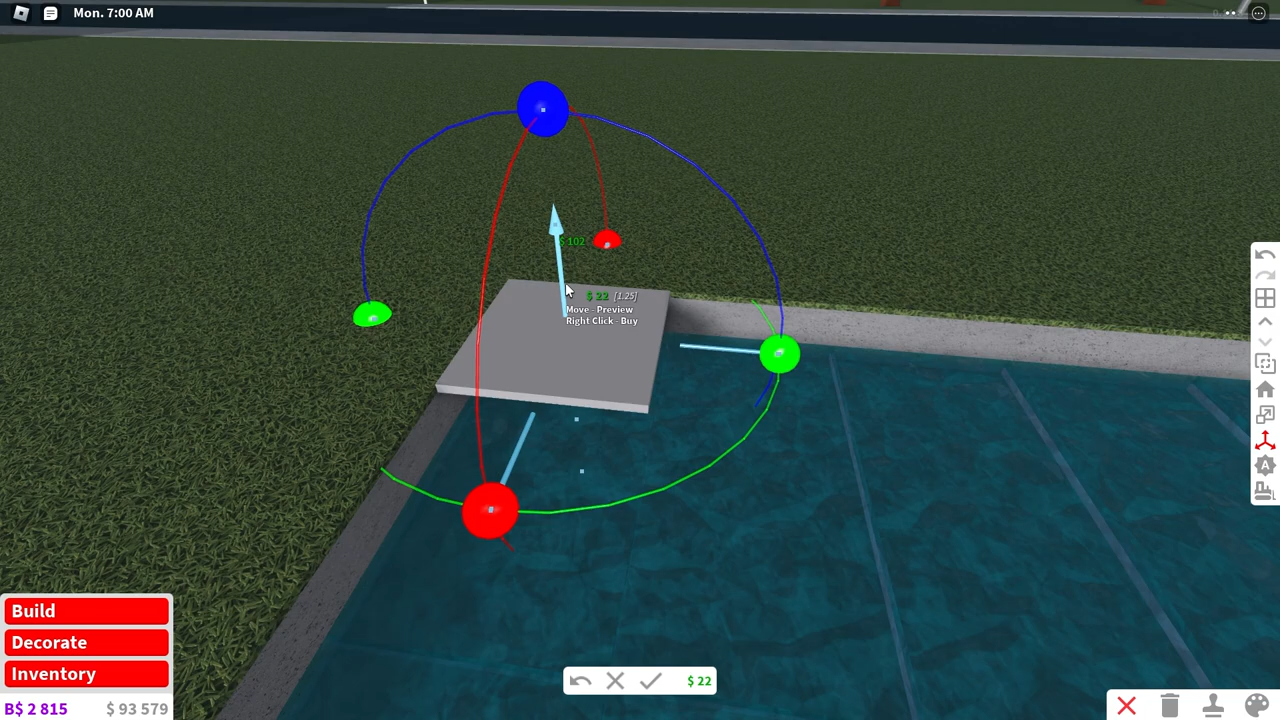 Mon. 7:00 AM
$ 102
$ 22 [1.25]
Move - Preview
Right Click - Buy
Build
Decorate
Inventory
B$ 2 815 $ 93 579
$ 22
A